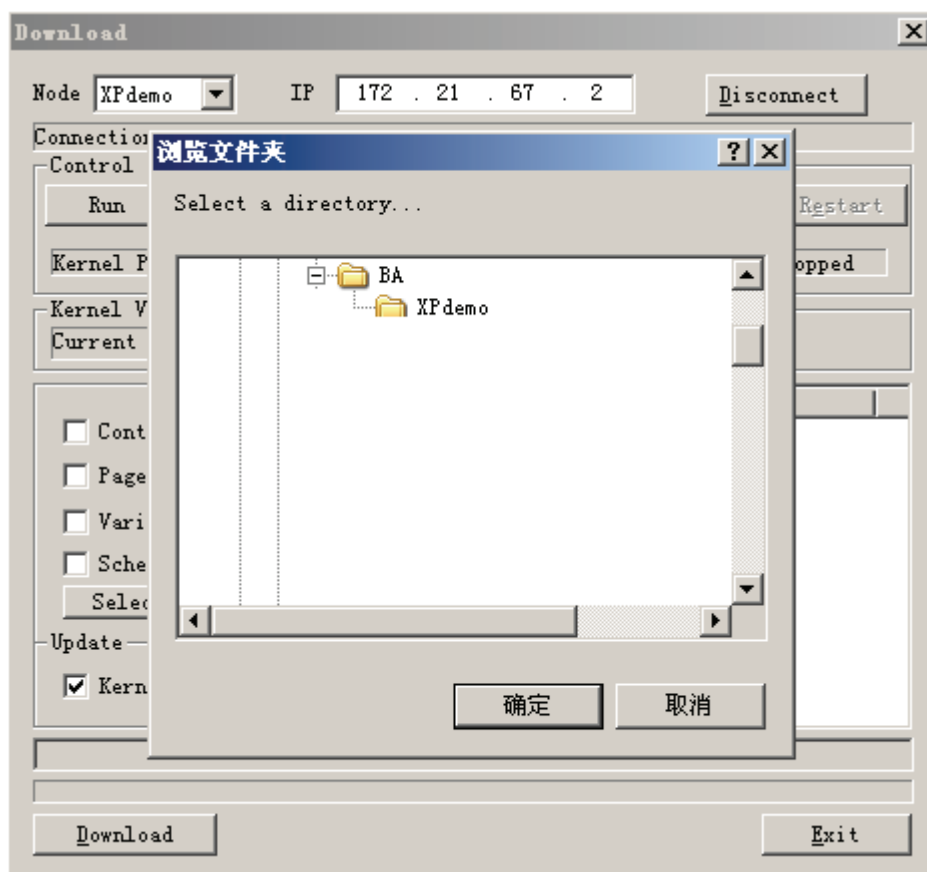 Download
Node XPdemo IP 172 . 21 . 67 . 2 Disconnect
Connection
浏览文件夹
Control
Select a directory...
Run Restart
Kernel P opped
BA
XPdemo
Kernel V
Current
Cont
Page
Vari
Sche
Selec
Update
Kern
确定 取消
Download Exit